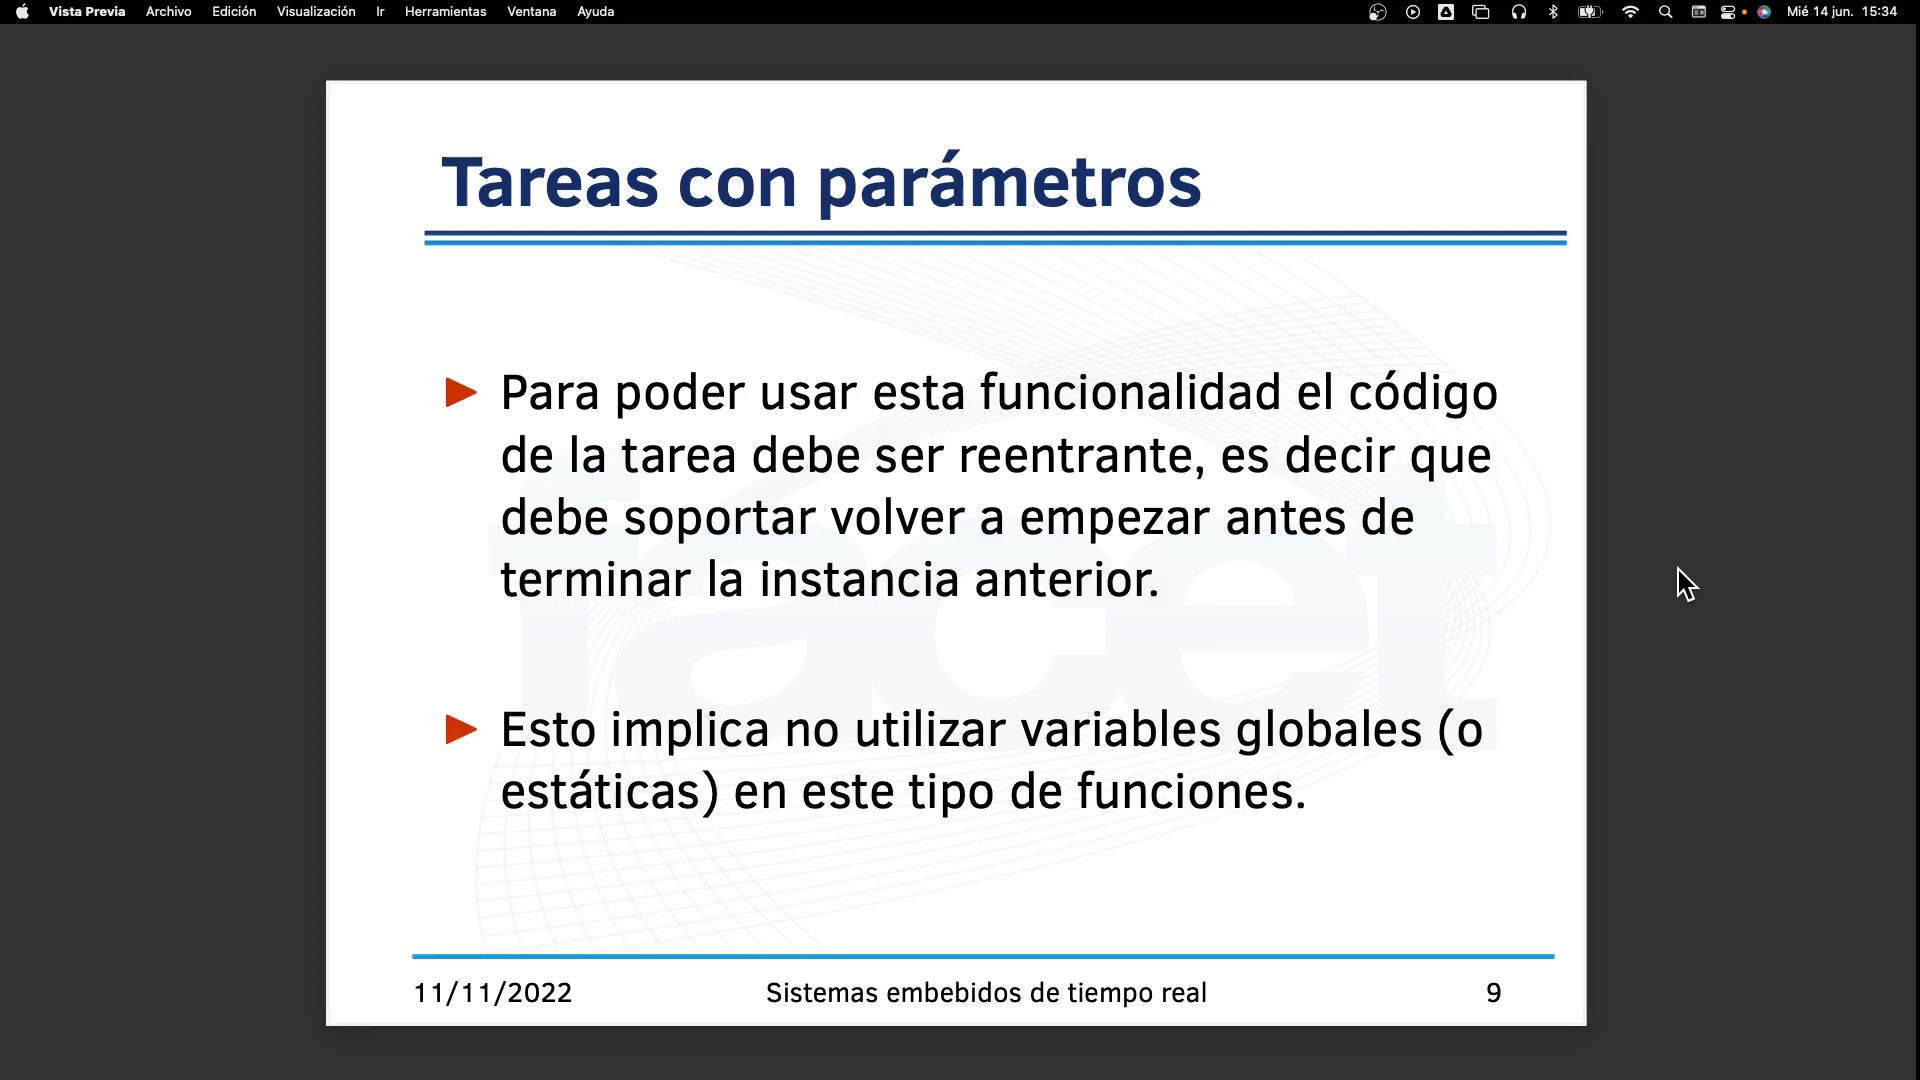 Vista Previa Archivo Edición Visualización Ir Herramientas Ventana Ayuda Mié 14 jun. 15:34
Tareas con parámetros
Para poder usar esta funcionalidad el código
de la tarea debe ser reentrante, es decir que
debe soportar volver a empezar antes de
terminar la instancia anterior.
Esto implica no utilizar variables globales (o
estáticas) en este tipo de funciones.
facet
11/11/2022 Sistemas embebidos de tiempo real 9